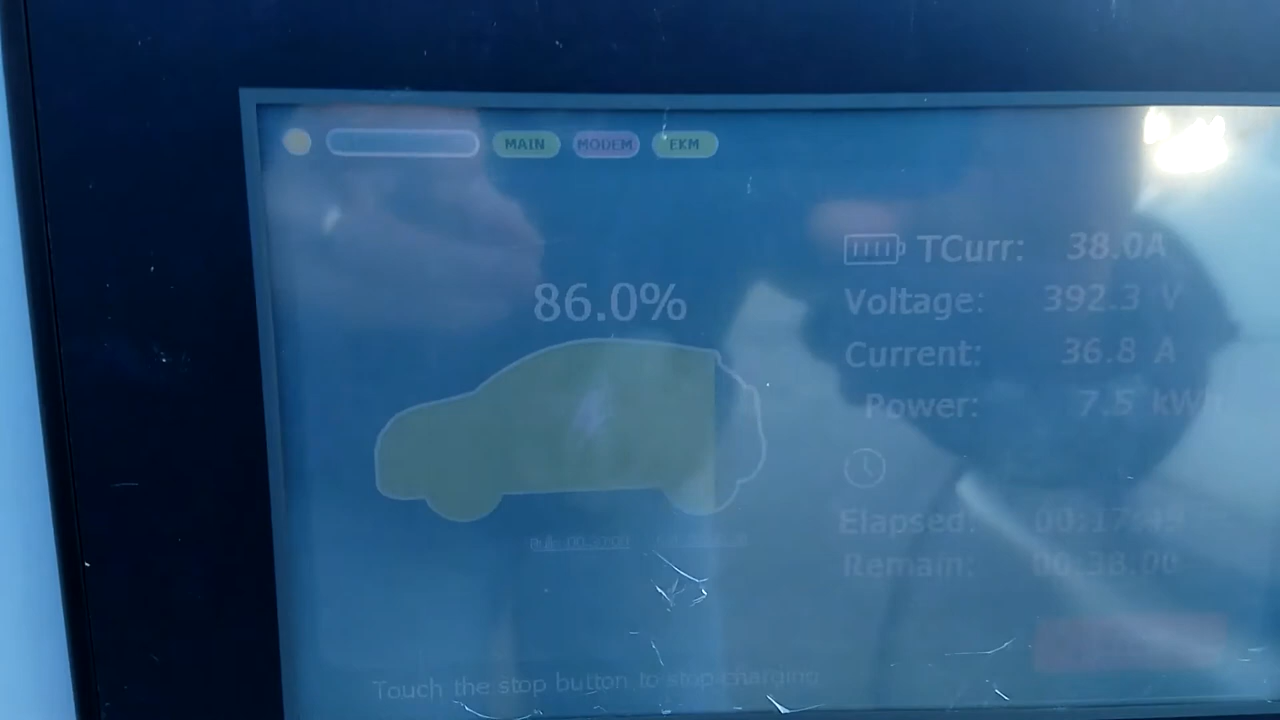 MAIN MODEM EKM
86.0%
TCurr: 38.0A
Voltage: 392.3 V
Current: 36.8 A
Power: 7.5 kW
Elapsed:
Remain: 00:38:00
Touch the stop button to stop charging